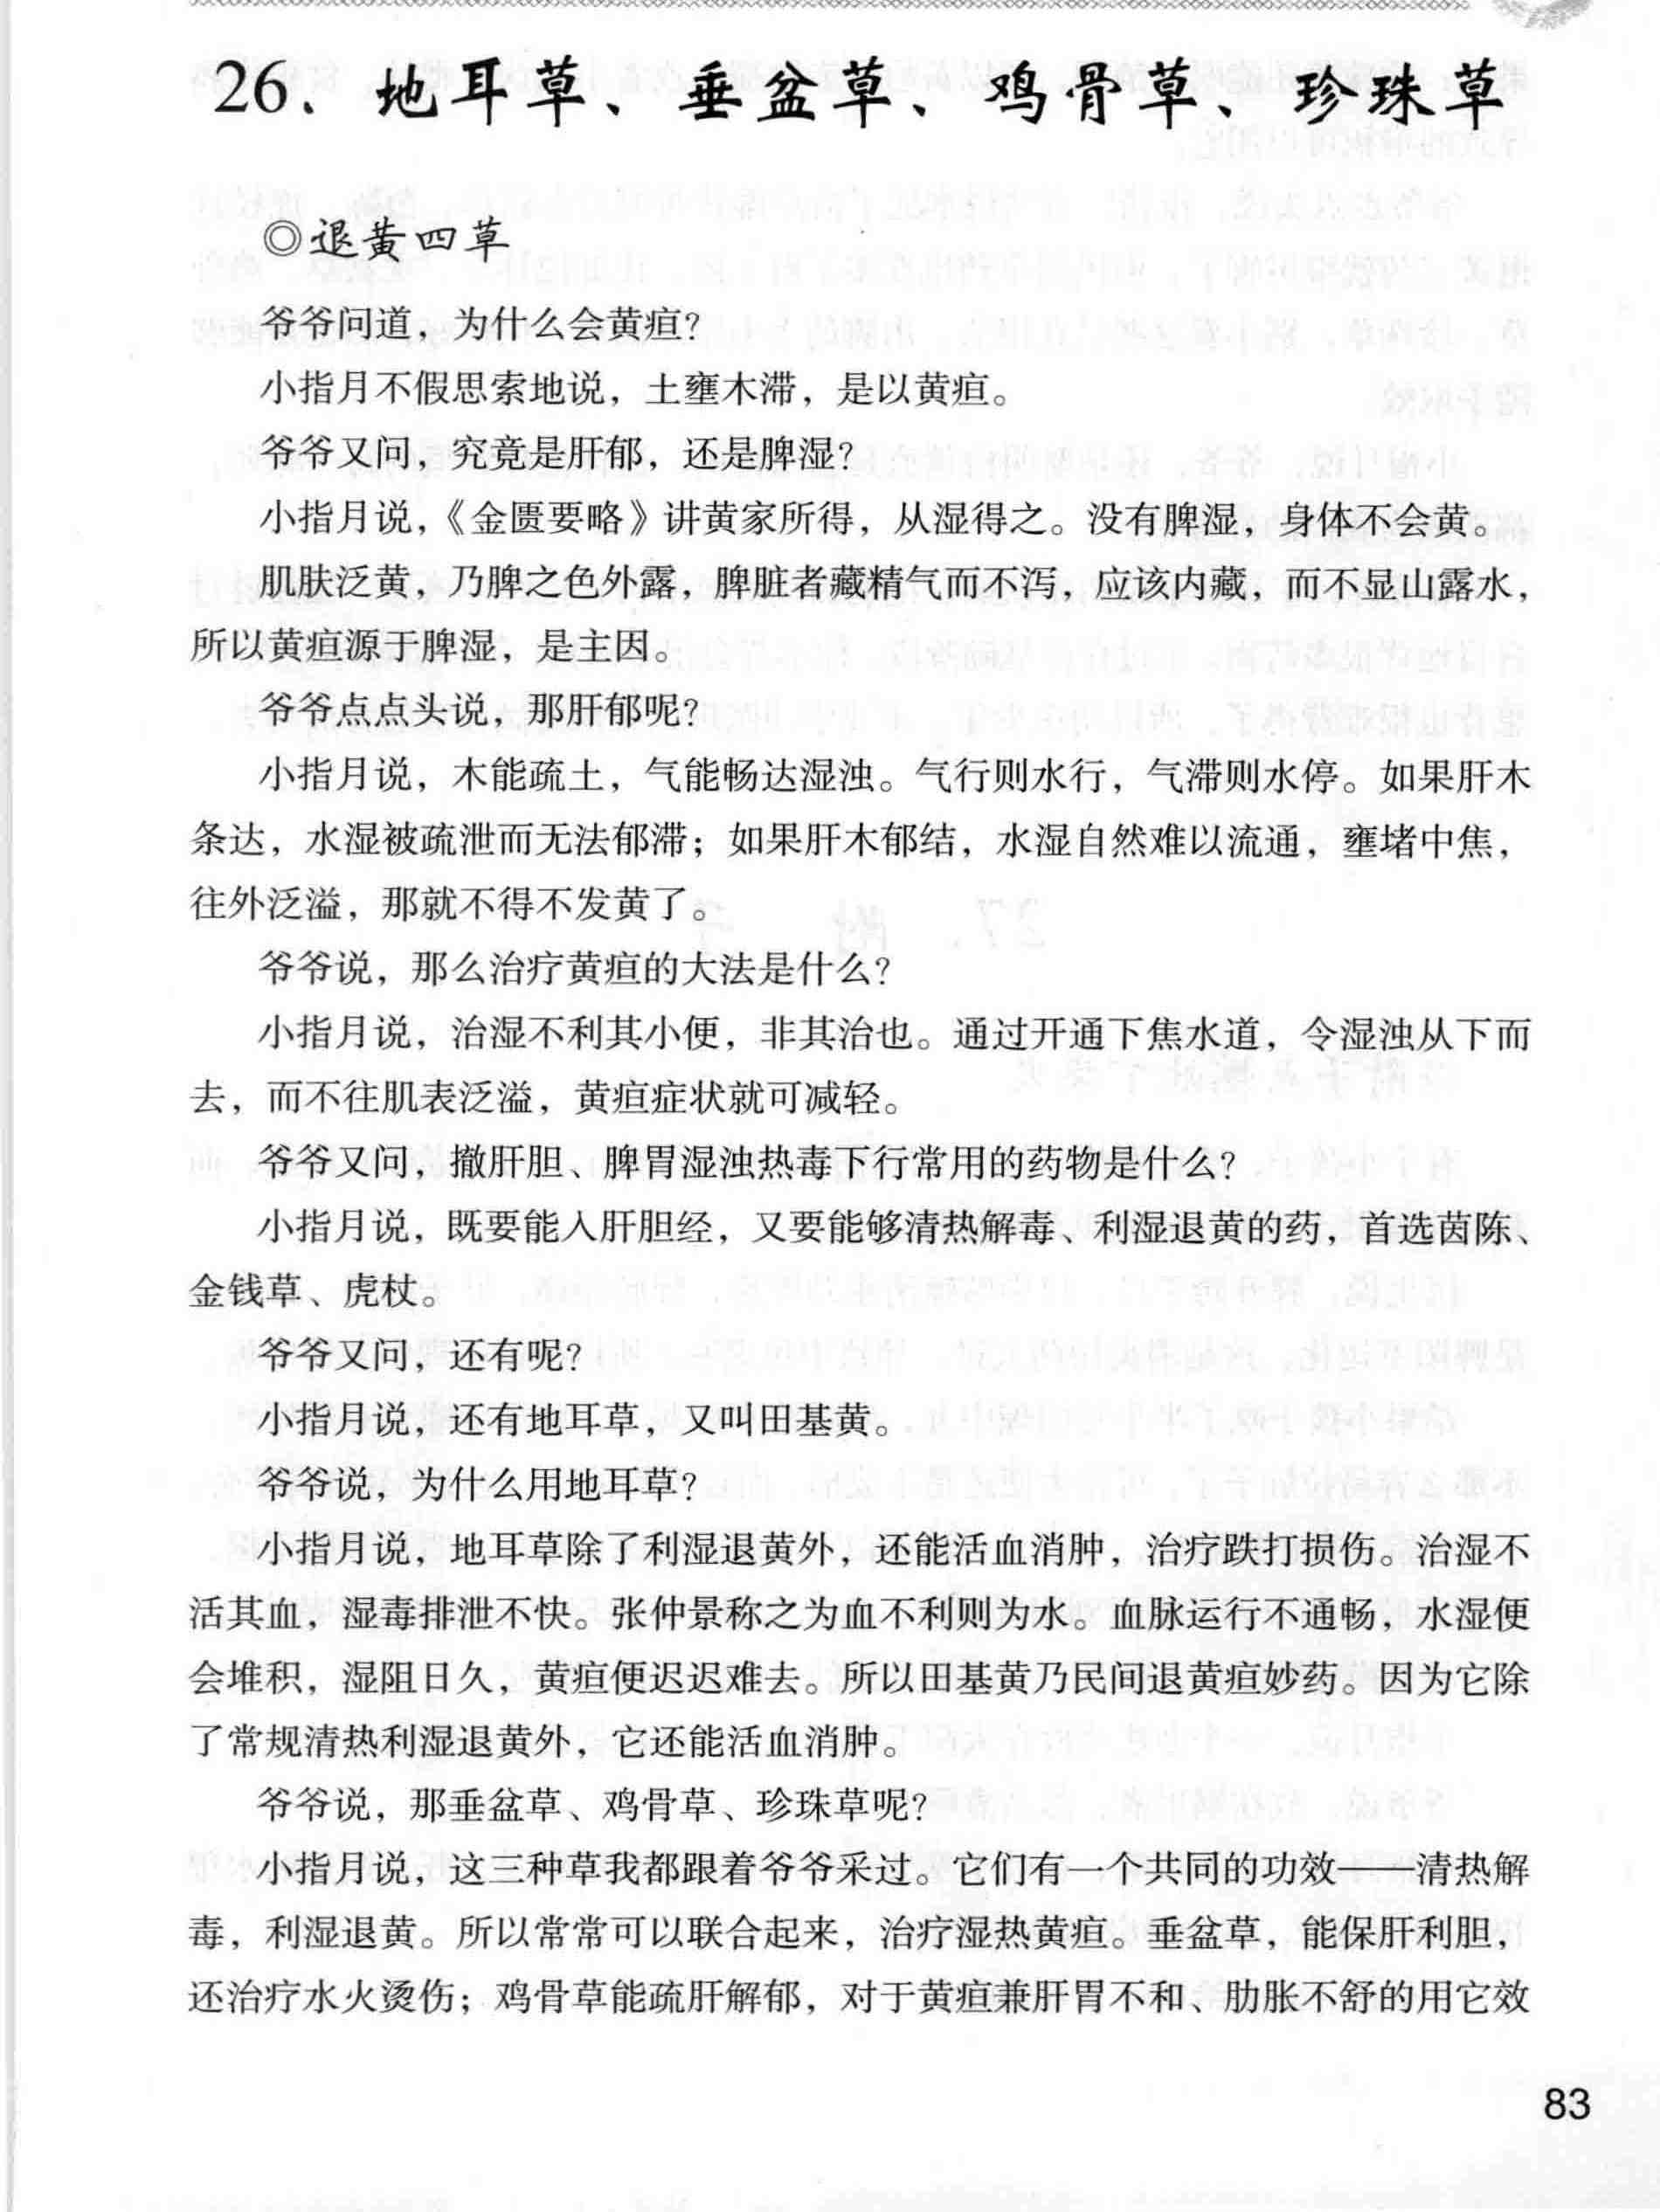 26. 地耳草、垂盆草、鸡骨草、珍珠草
◎退黄四草
爷爷问道，为什么会黄疸？
小指月不假思索地说，土壅木滞，是以黄疸。
爷爷又问，究竟是肝郁，还是脾湿？
小指月说，《金匮要略》讲黄家所得，从湿得之。没有脾湿，身体不会黄。
肌肤泛黄，乃脾之色外露，脾脏者藏精气而不泻，应该内藏，而不显山露水，
所以黄疸源于脾湿，是主因。
爷爷点点头说，那肝郁呢？
小指月说，木能疏土，气能畅达湿浊。气行则水行，气滞则水停。如果肝木
条达，水湿被疏泄而无法郁滞；如果肝木郁结，水湿自然难以流通，壅堵中焦，
往外泛溢，那就不得不发黄了。
爷爷说，那么治疗黄疸的大法是什么？
小指月说，治湿不利其小便，非其治也。通过开通下焦水道，令湿浊从下而
去，而不往肌表泛溢，黄疸症状就可减轻。
爷爷又问，撤肝胆、脾胃湿浊热毒下行常用的药物是什么？
小指月说，既要能入肝胆经，又要能够清热解毒、利湿退黄的药，首选茵陈、
金钱草、虎杖。
爷爷又问，还有呢？
小指月说，还有地耳草，又叫田基黄。
爷爷说，为什么用地耳草？
小指月说，地耳草除了利湿退黄外，还能活血消肿，治疗跌打损伤。治湿不
活其血，湿毒排泄不快。张仲景称之为血不利则为水。血脉运行不通畅，水湿便
会堆积，湿阻日久，黄疸便迟迟难去。所以田基黄乃民间退黄疸妙药。因为它除
了常规清热利湿退黄外，它还能活血消肿。
爷爷说，那垂盆草、鸡骨草、珍珠草呢？
小指月说，这三种草我都跟着爷爷采过。它们有一个共同的功效——清热解
毒，利湿退黄。所以常常可以联合起来，治疗湿热黄疸。垂盆草，能保肝利胆，
还治疗水火烫伤；鸡骨草能疏肝解郁，对于黄疸兼肝胃不和、肋胀不舒的用它效
83